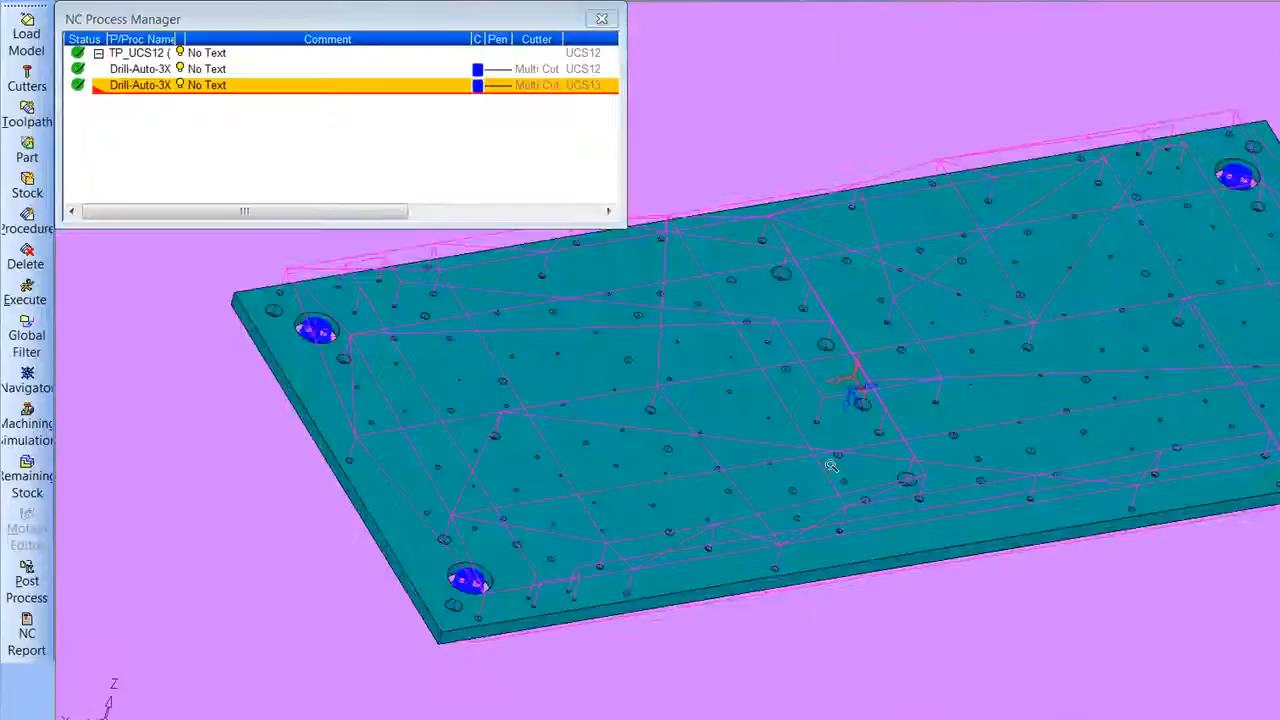 NC Process Manager
Status T/P/Proc Name Comment C Pen Cutter
TP_UCS12 ( No Text UCS12
Drill-Auto-3X No Text Multi Cut UCS12
Drill-Auto-3X No Text Multi Cut UCS13
Load
Model
Cutters
Toolpath
Part
Stock
Procedure
Delete
Execute
Global
Filter
Navigato
Machining
Simulation
Remaining
Stock
Motion
Editor
Post
Process
NC
Report
Z